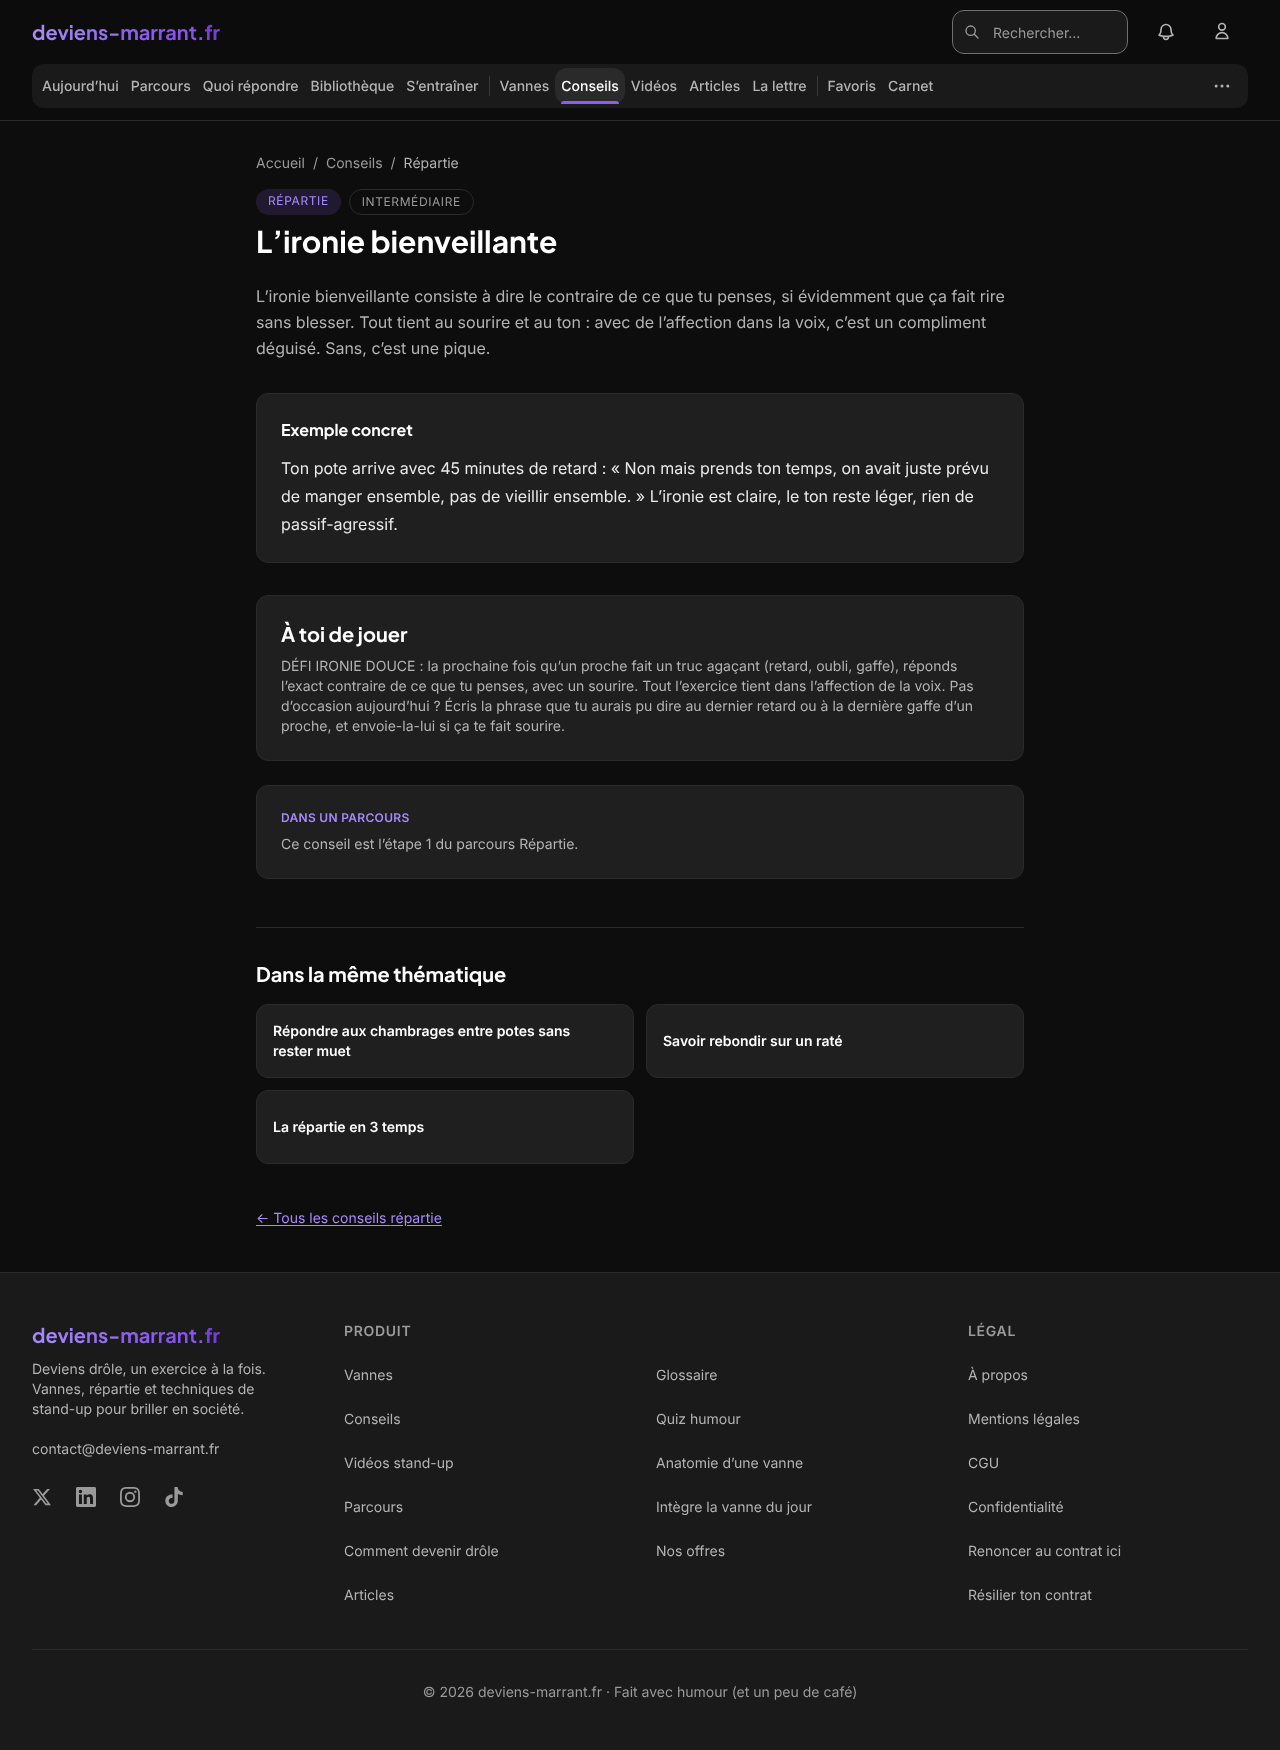 deviens-marrant.fr
Rechercher...
Aujourd’hui Parcours Quoi répondre Bibliothèque S’entraîner Vannes Conseils Vidéos Articles La lettre Favoris Carnet
Accueil / Conseils / Répartie
RÉPARTIE INTERMÉDIAIRE
L’ironie bienveillante
L’ironie bienveillante consiste à dire le contraire de ce que tu penses, si évidemment que ça fait rire
sans blesser. Tout tient au sourire et au ton : avec de l’affection dans la voix, c’est un compliment
déguisé. Sans, c’est une pique.
Exemple concret
Ton pote arrive avec 45 minutes de retard : « Non mais prends ton temps, on avait juste prévu
de manger ensemble, pas de vieillir ensemble. » L’ironie est claire, le ton reste léger, rien de
passif-agressif.
À toi de jouer
DÉFI IRONIE DOUCE : la prochaine fois qu’un proche fait un truc agaçant (retard, oubli, gaffe), réponds
l’exact contraire de ce que tu penses, avec un sourire. Tout l’exercice tient dans l’affection de la voix. Pas
d’occasion aujourd’hui ? Écris la phrase que tu aurais pu dire au dernier retard ou à la dernière gaffe d’un
proche, et envoie-la-lui si ça te fait sourire.
DANS UN PARCOURS
Ce conseil est l’étape 1 du parcours Répartie.
Dans la même thématique
Répondre aux chambrages entre potes sans
rester muet
Savoir rebondir sur un raté
La répartie en 3 temps
← Tous les conseils répartie
deviens-marrant.fr
Deviens drôle, un exercice à la fois.
Vannes, répartie et techniques de
stand-up pour briller en société.
contact@deviens-marrant.fr
PRODUIT
Vannes
Conseils
Vidéos stand-up
Parcours
Comment devenir drôle
Articles
Glossaire
Quiz humour
Anatomie d’une vanne
Intègre la vanne du jour
Nos offres
LÉGAL
À propos
Mentions légales
CGU
Confidentialité
Renoncer au contrat ici
Résilier ton contrat
© 2026 deviens-marrant.fr · Fait avec humour (et un peu de café)